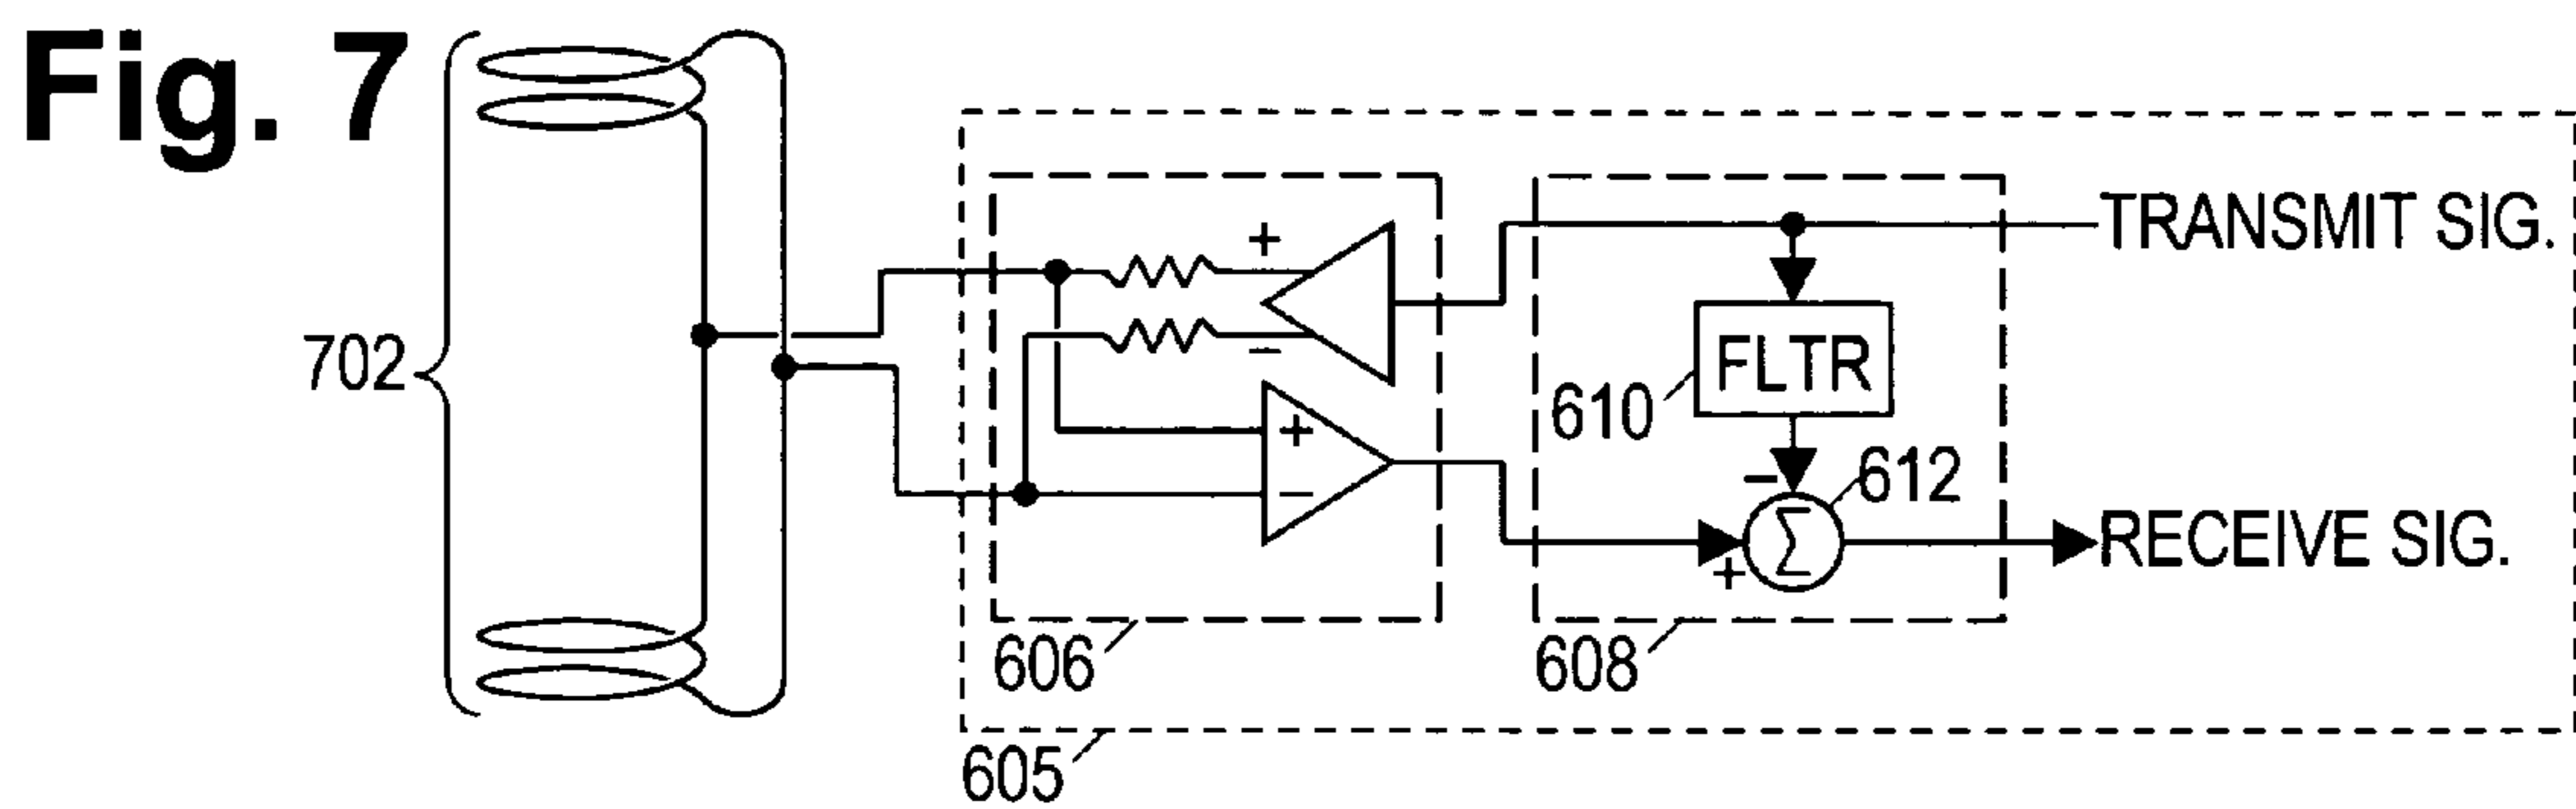 Fig. 7
702
+
−
+
−
606
605
TRANSMIT SIG.
FLTR
610
−
612
+
Σ
RECEIVE SIG.
608